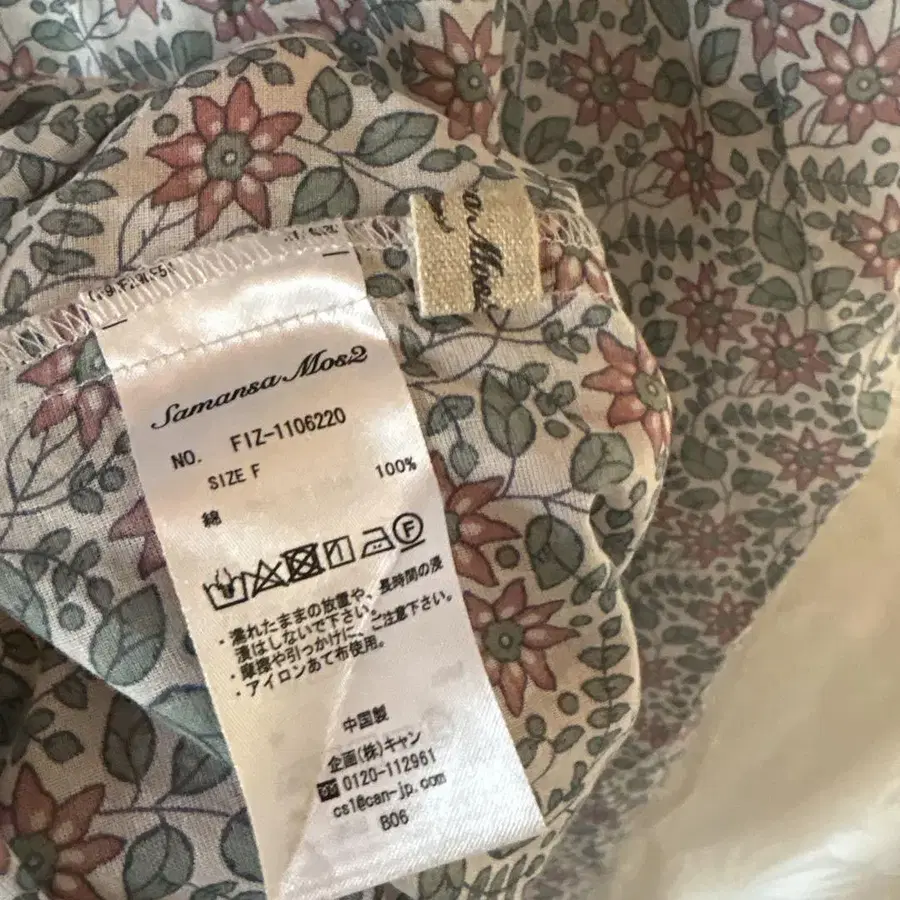 Samansa Mos2
NO. FIZ-1106220
SIZE F
綿 100%
F
・濡れたままの放置や、長時間の浸
漬はしないで下さい。
・摩擦や引っかけに、ご注意下さい。
・アイロンあて布使用。
中国製
企画(株)キャン
0120-112961
cs1@can-jp.com
B06